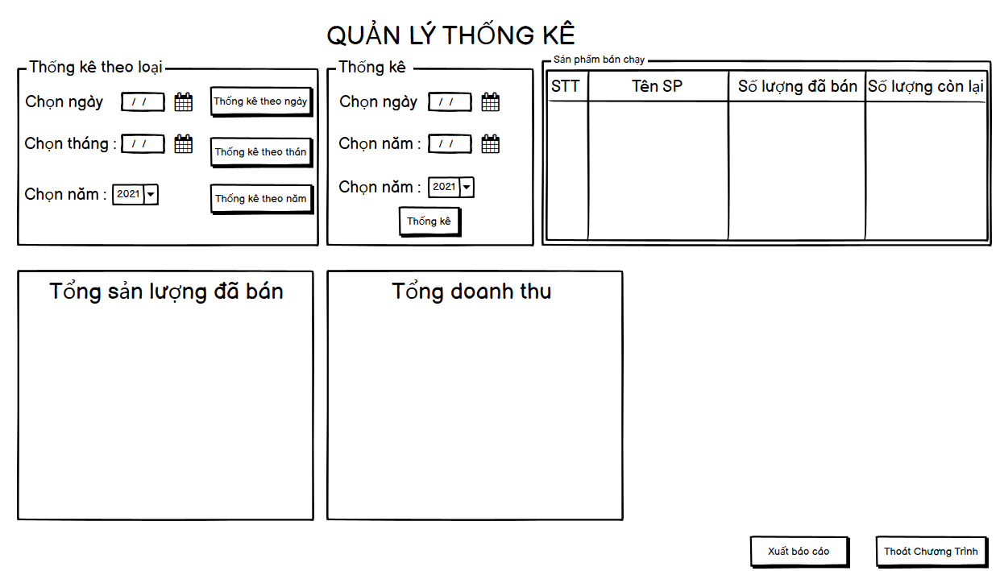 QUẢN LÝ THỐNG KÊ
Thống kê theo loại
Chọn ngày / / Thống kê theo ngày
Chọn tháng : / / Thống kê theo thán
Chọn năm : 2021 Thống kê theo năm
Thống kê
Chọn ngày / /
Chọn năm : / /
Chọn năm : 2021
Thống kê
Sán phẩm bán chạy
STT Tên SP Số lượng đã bán Số lượng còn lại
Tổng sản lượng đã bán
Tổng doanh thu
Xuất báo cáo
Thoát Chương Trình